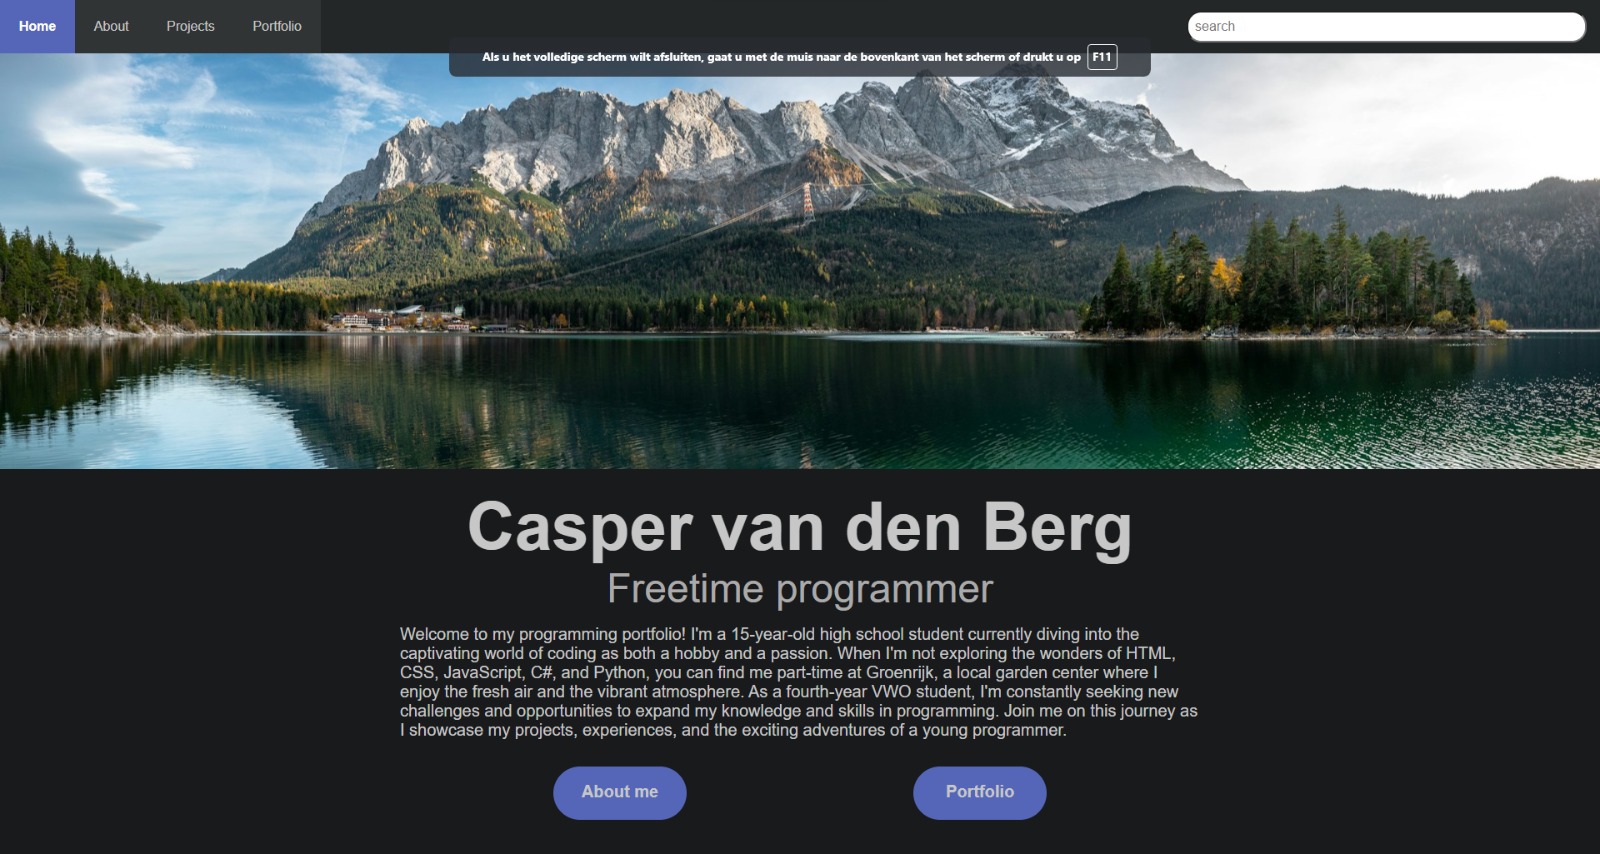 Home About Projects Portfolio search
Als u het volledige scherm wilt afsluiten, gaat u met de muis naar de bovenkant van het scherm of drukt u op F11
Casper van den Berg
Freetime programmer
Welcome to my programming portfolio! I'm a 15-year-old high school student currently diving into the
captivating world of coding as both a hobby and a passion. When I'm not exploring the wonders of HTML,
CSS, JavaScript, C#, and Python, you can find me part-time at Groenrijk, a local garden center where I
enjoy the fresh air and the vibrant atmosphere. As a fourth-year VWO student, I'm constantly seeking new
challenges and opportunities to expand my knowledge and skills in programming. Join me on this journey as
I showcase my projects, experiences, and the exciting adventures of a young programmer.
About me Portfolio